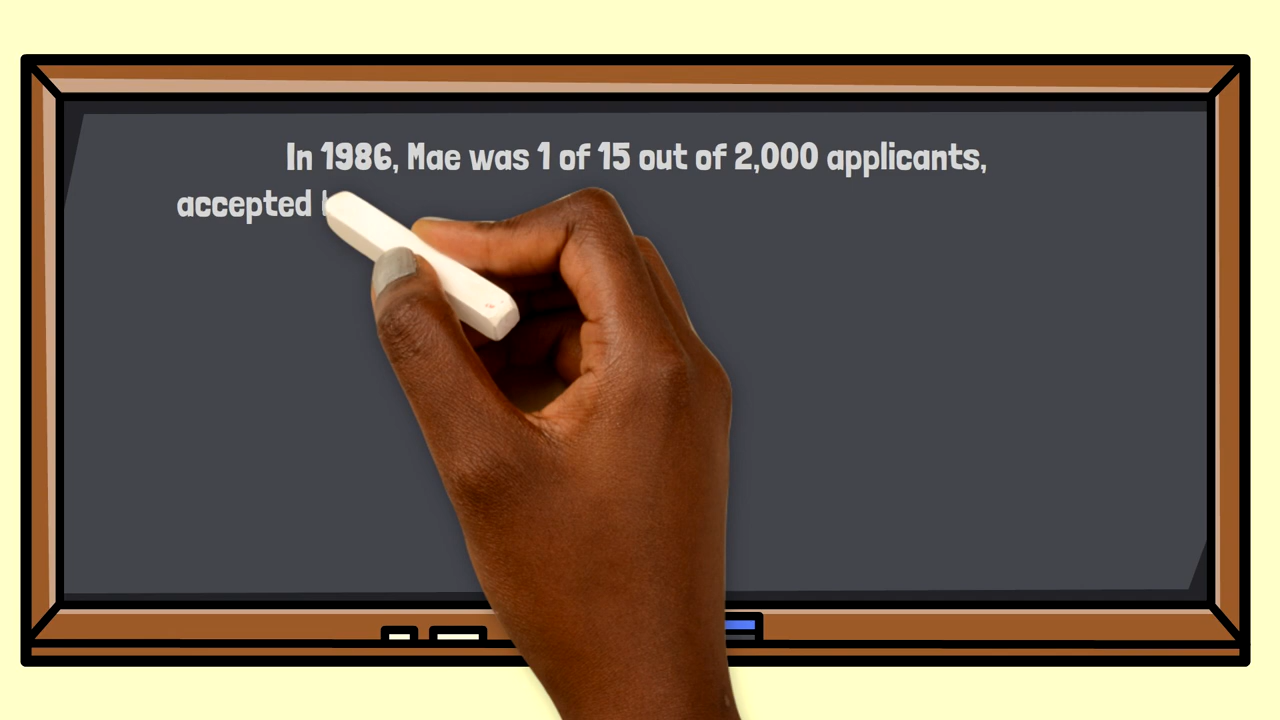 In 1986, Mae was 1 of 15 out of 2,000 applicants,
accepted